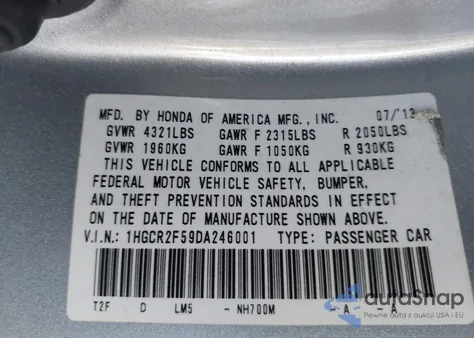 MFD. BY HONDA OF AMERICA MFG., INC. 07/'13
GVWR 4321LBS GAWR F 2315LBS R 2050LBS
GVWR 1960KG GAWR F 1050KG R 930KG
THIS VEHICLE CONFORMS TO ALL APPLICABLE
FEDERAL MOTOR VEHICLE SAFETY, BUMPER,
AND THEFT PREVENTION STANDARDS IN EFFECT
ON THE DATE OF MANUFACTURE SHOWN ABOVE.
V.I.N.: 1HGCR2F59DA246001 TYPE: PASSENGER CAR
T2F D LM5 - NH700M - A - A
autoSnap
Pewne auta z USA i EU